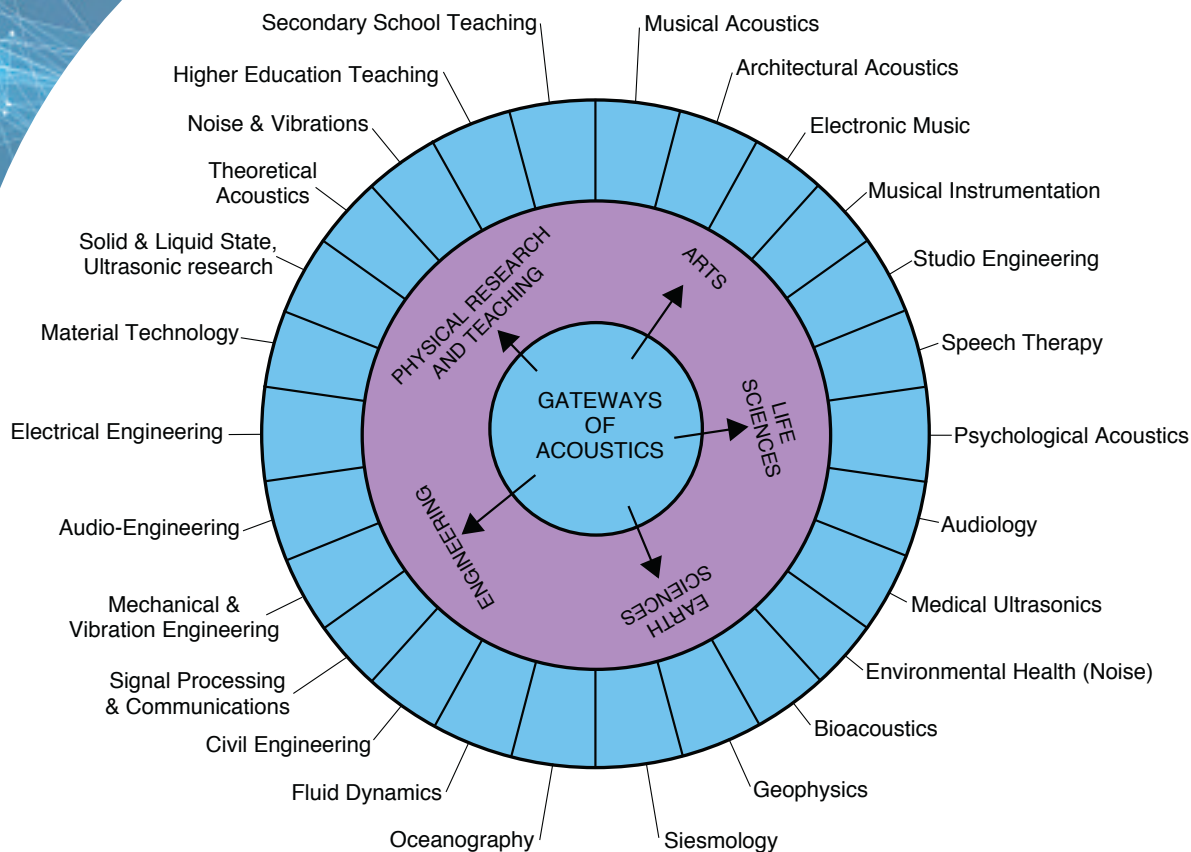 Secondary School Teaching
Musical Acoustics
Higher Education Teaching
Architectural Acoustics
Noise & Vibrations
Electronic Music
Theoretical
Acoustics
Musical Instrumentation
Solid & Liquid State,
Ultrasonic research
Studio Engineering
Material Technology
Speech Therapy
Electrical Engineering
Psychological Acoustics
Audio-Engineering
Audiology
Mechanical &
Vibration Engineering
Medical Ultrasonics
Signal Processing
& Communications
Environmental Health (Noise)
Civil Engineering
Bioacoustics
Fluid Dynamics
Geophysics
Oceanography
Siesmology
PHYSICAL RESEARCH
AND TEACHING
ARTS
LIFE
SCIENCES
EARTH
SCIENCES
ENGINEERING
GATEWAYS
OF
ACOUSTICS